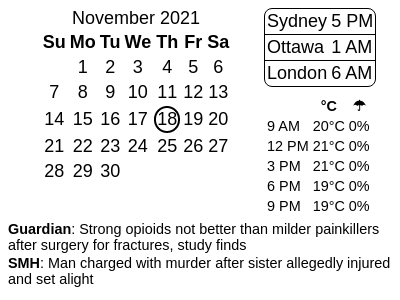 November 2021
Su Mo Tu We Th Fr Sa
1 2 3 4 5 6
7 8 9 10 11 12 13
14 15 16 17 18 19 20
21 22 23 24 25 26 27
28 29 30
Sydney 5 PM
Ottawa 1 AM
London 6 AM
°C ☂
9 AM 20°C 0%
12 PM 21°C 0%
3 PM 21°C 0%
6 PM 19°C 0%
9 PM 19°C 0%
Guardian: Strong opioids not better than milder painkillers
after surgery for fractures, study finds
SMH: Man charged with murder after sister allegedly injured
and set alight